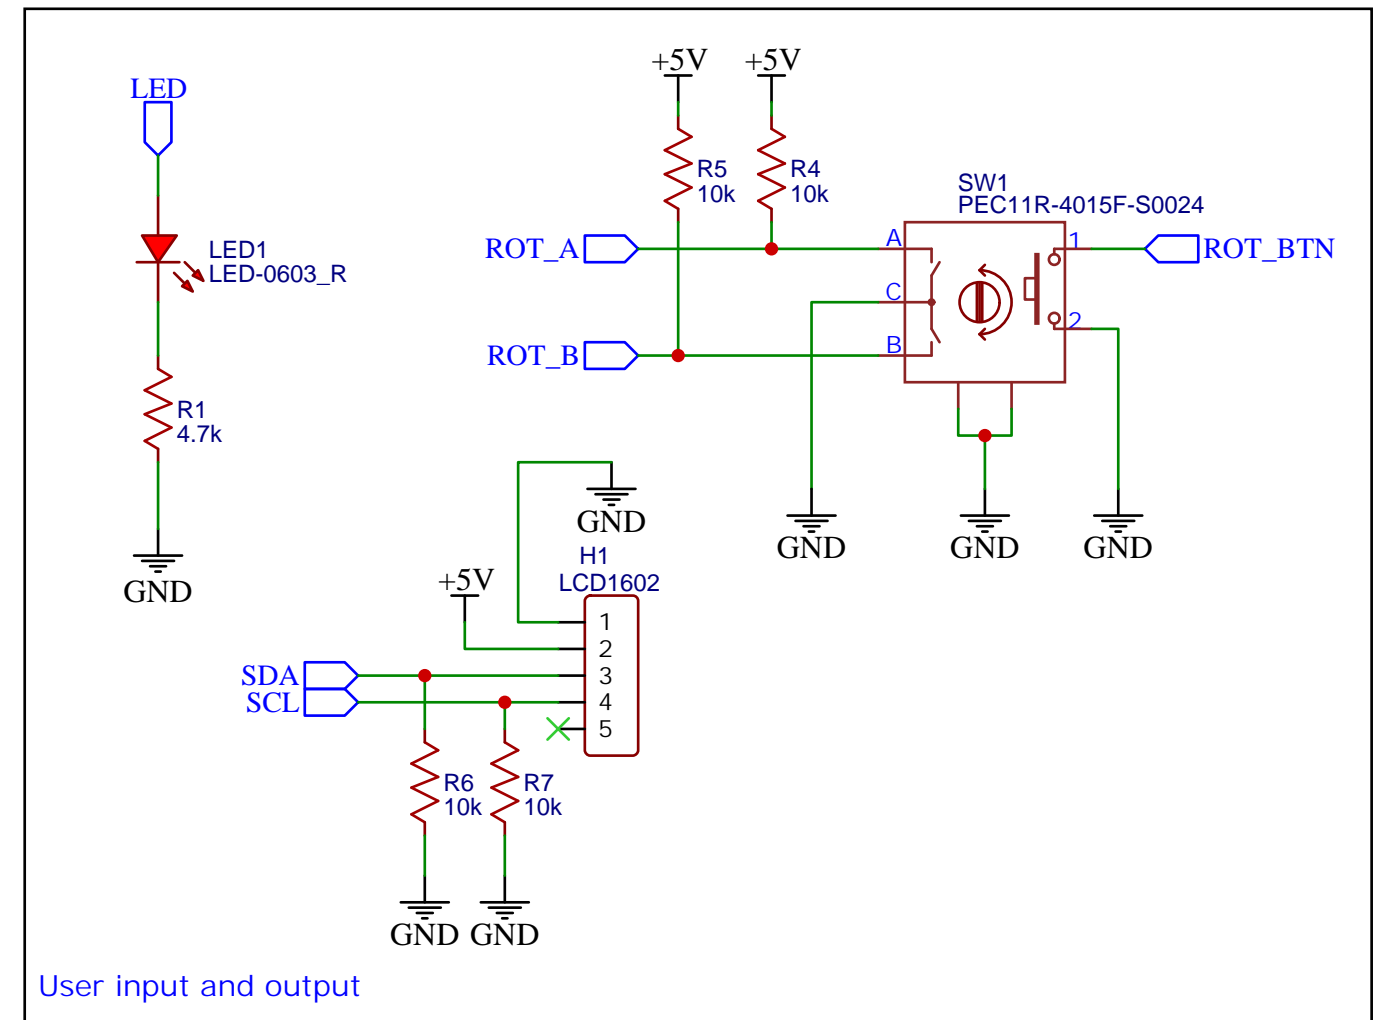 +5V
+5V
LED
R5
10k
R4
10k
SW1
PEC11R-4015F-S0024
ROT_A
A
1
ROT_BTN
LED1
LED-0603_R
C
2
ROT_B
B
R1
4.7k
GND
GND
GND
GND
GND
H1
LCD1602
+5V
1
2
SDA
3
SCL
4
5
R6
10k
R7
10k
GND
GND
User input and output